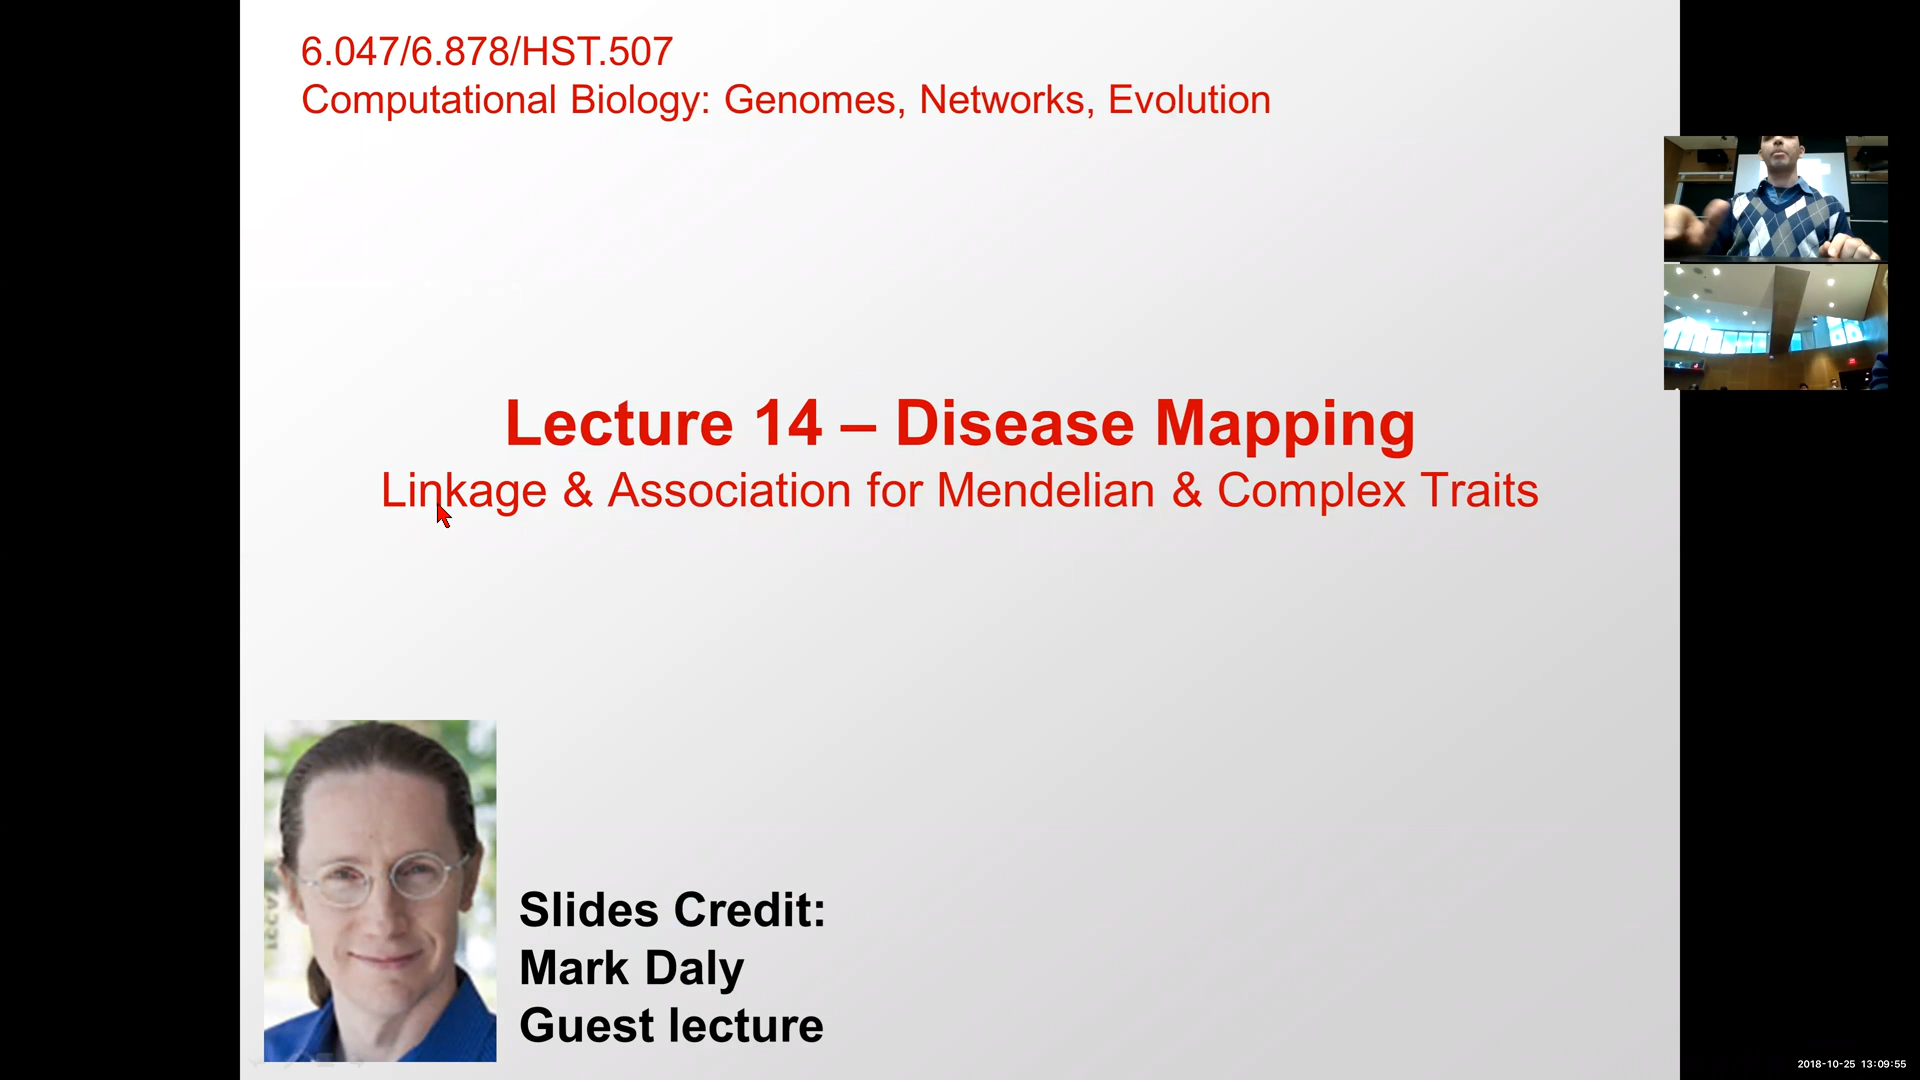 6.047/6.878/HST.507
Computational Biology: Genomes, Networks, Evolution
Lecture 14 – Disease Mapping
Linkage & Association for Mendelian & Complex Traits
Slides Credit:
Mark Daly
Guest lecture
2018-10-25 13:09:55